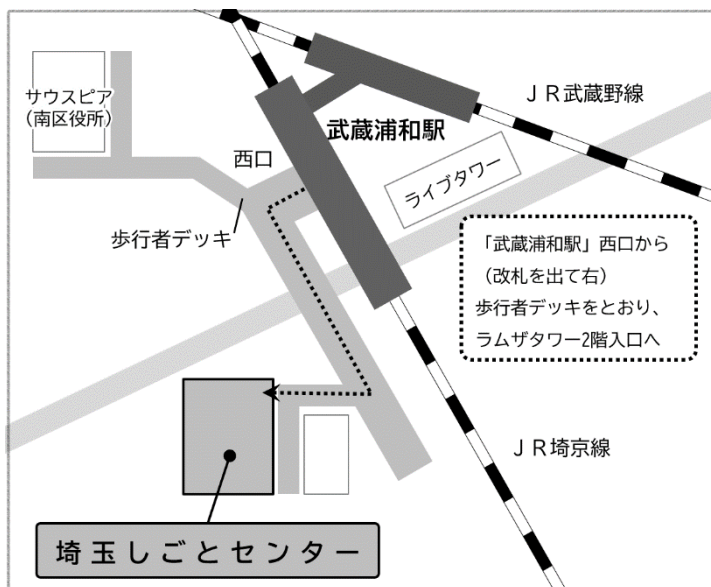 サウスピア
（南区役所）
ＪＲ武蔵野線
武蔵浦和駅
西口
ライブタワー
歩行者デッキ
「武蔵浦和駅」西口から
（改札を出て右）
歩行者デッキをとおり、
ラムザタワー2階入口へ
ＪＲ埼京線
埼玉しごとセンター